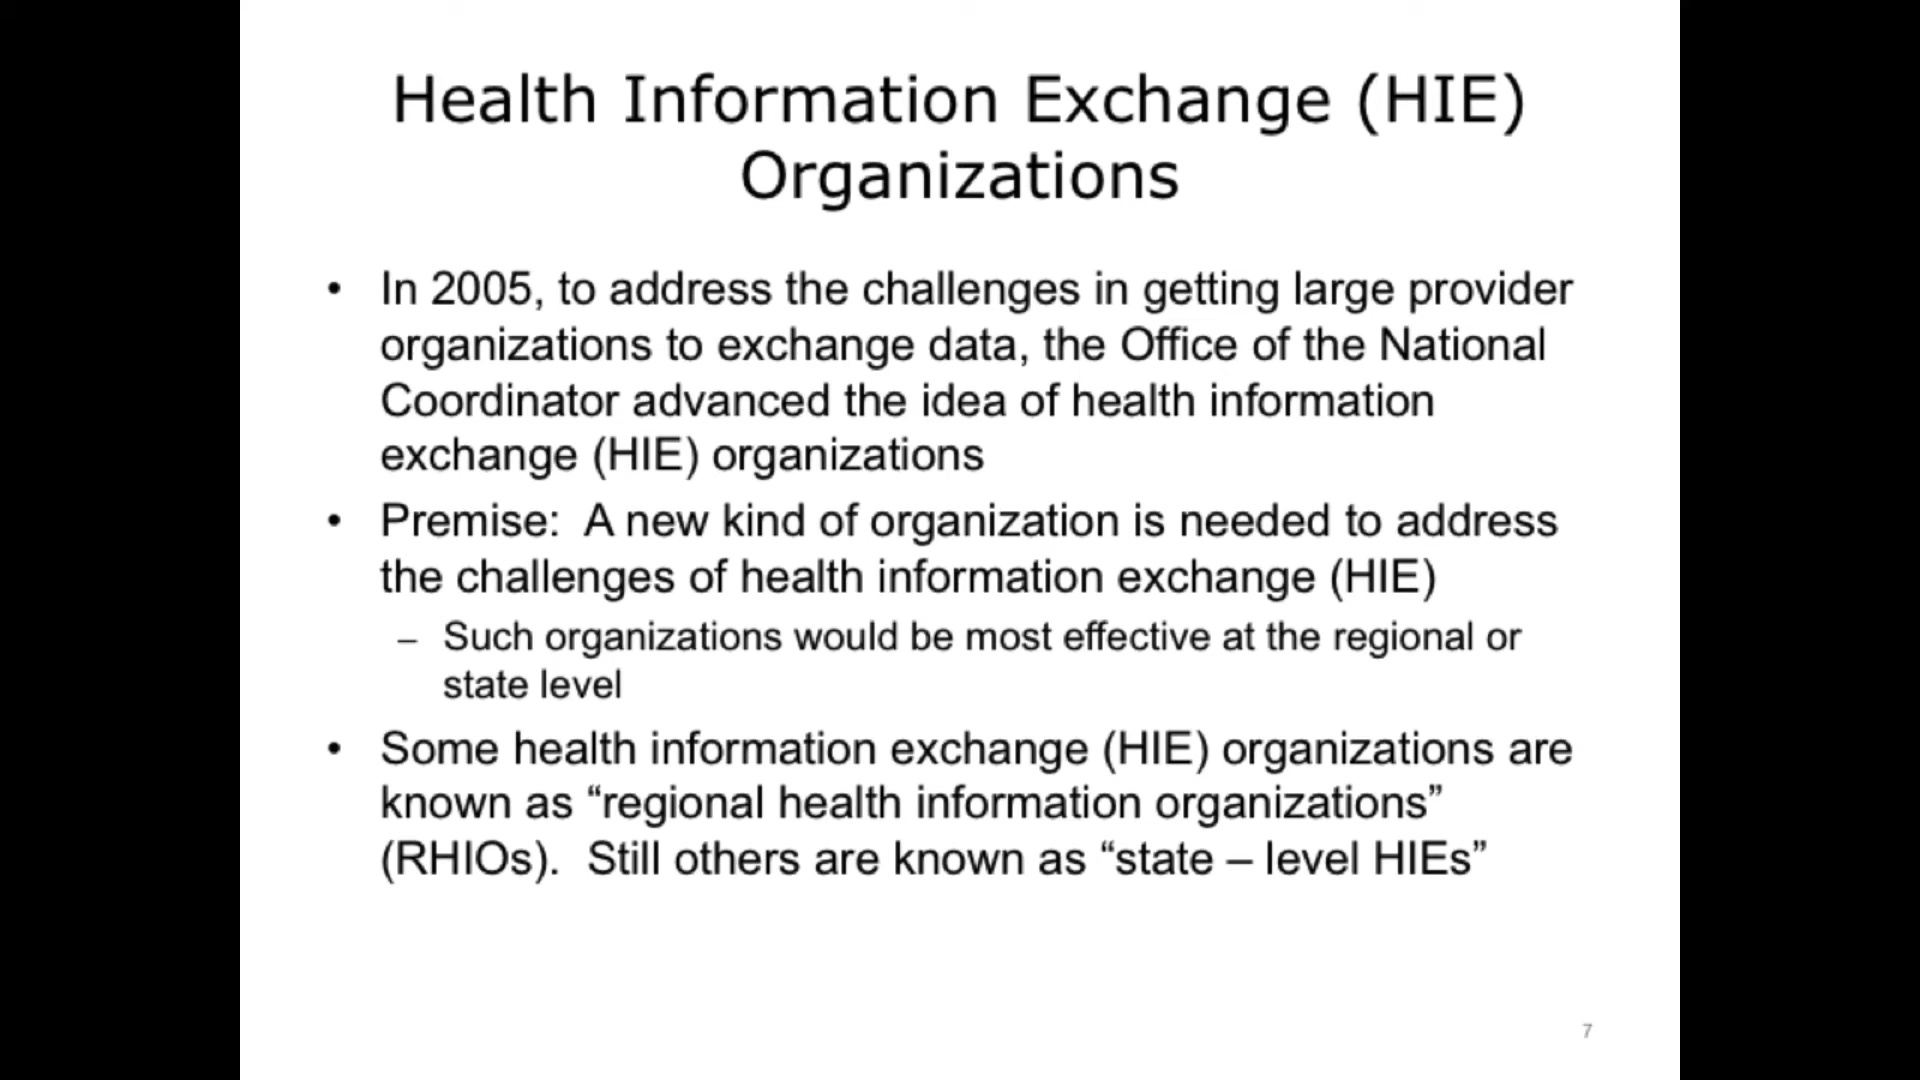 Health Information Exchange (HIE)
Organizations
• In 2005, to address the challenges in getting large provider
organizations to exchange data, the Office of the National
Coordinator advanced the idea of health information
exchange (HIE) organizations
• Premise:  A new kind of organization is needed to address
the challenges of health information exchange (HIE)
– Such organizations would be most effective at the regional or
state level
• Some health information exchange (HIE) organizations are
known as “regional health information organizations”
(RHIOs).  Still others are known as “state – level HIEs”
7